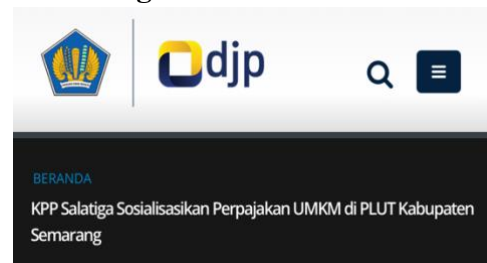 djp
BERANDA
KPP Salatiga Sosialisasikan Perpajakan UMKM di PLUT Kabupaten
Semarang